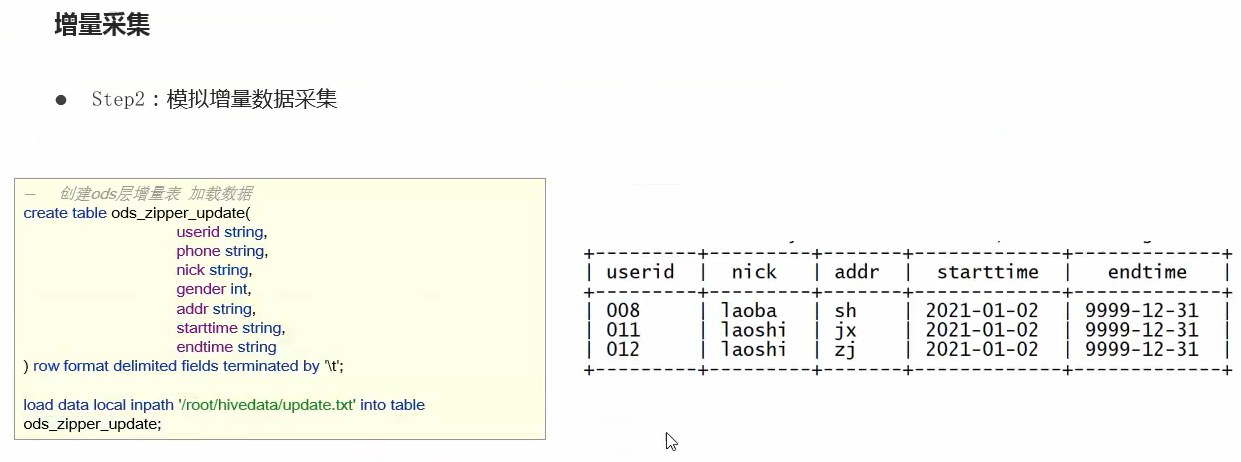 增量采集
● Step2：模拟增量数据采集
— 创建ods层增量表 加载数据
create table ods_zipper_update(
userid string,
phone string,
nick string,
gender int,
addr string,
starttime string,
endtime string
) row format delimited fields terminated by '\t';
load data local inpath '/root/hivedata/update.txt' into table
ods_zipper_update;
+---------+---------+-------+-------------+-------------+
| userid | nick | addr | starttime | endtime |
+---------+---------+-------+-------------+-------------+
| 008 | laoba | sh | 2021-01-02 | 9999-12-31 |
| 011 | laoshi | jx | 2021-01-02 | 9999-12-31 |
| 012 | laoshi | zj | 2021-01-02 | 9999-12-31 |
+---------+---------+-------+-------------+-------------+